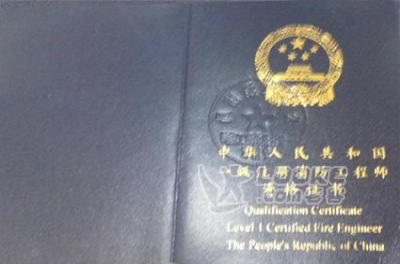 中华人民共和国
一级注册消防工程师
资格证书
Qualification Certificate
Level 1 Certified Fire Engineer
The People's Republic of China